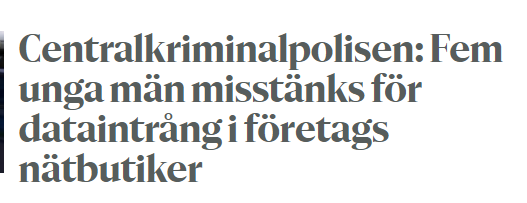 Centralkriminalpolisen: Fem
unga män misstänks för
dataintrång i företags
nätbutiker